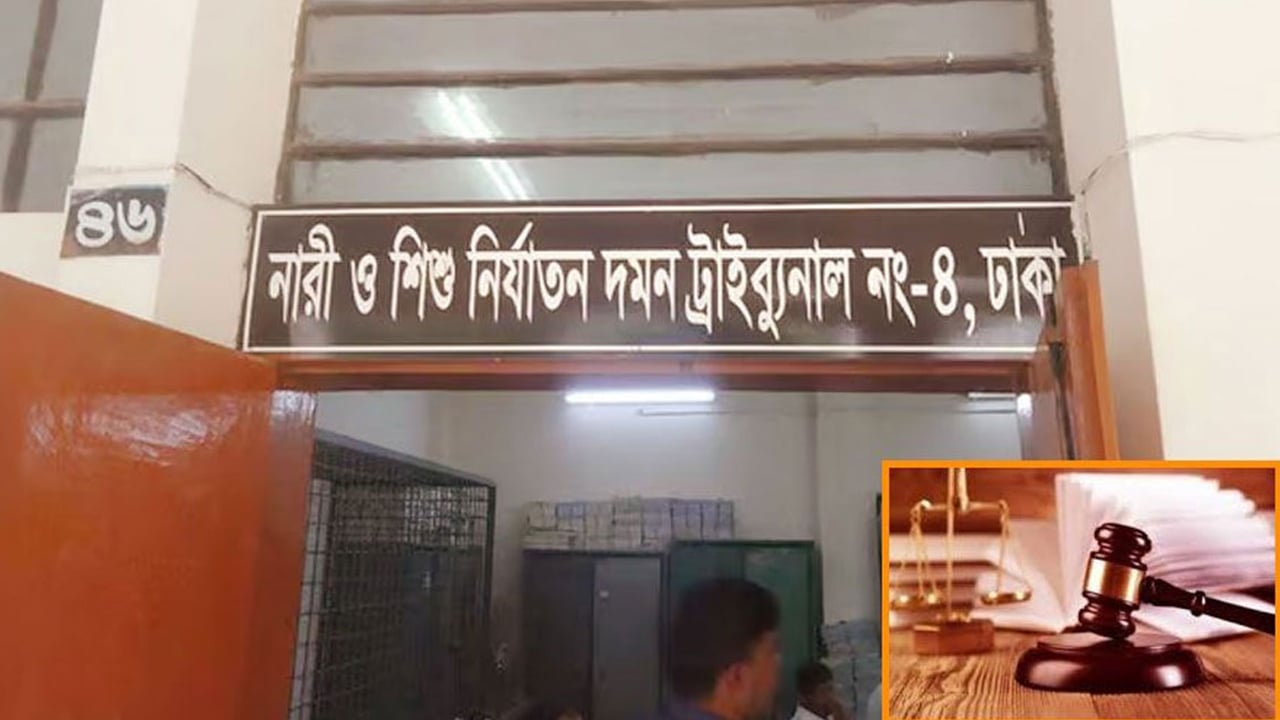 ৪৬
নারী ও শিশু নির্যাতন দমন ট্রাইব্যুনাল নং-৪, ঢাকা